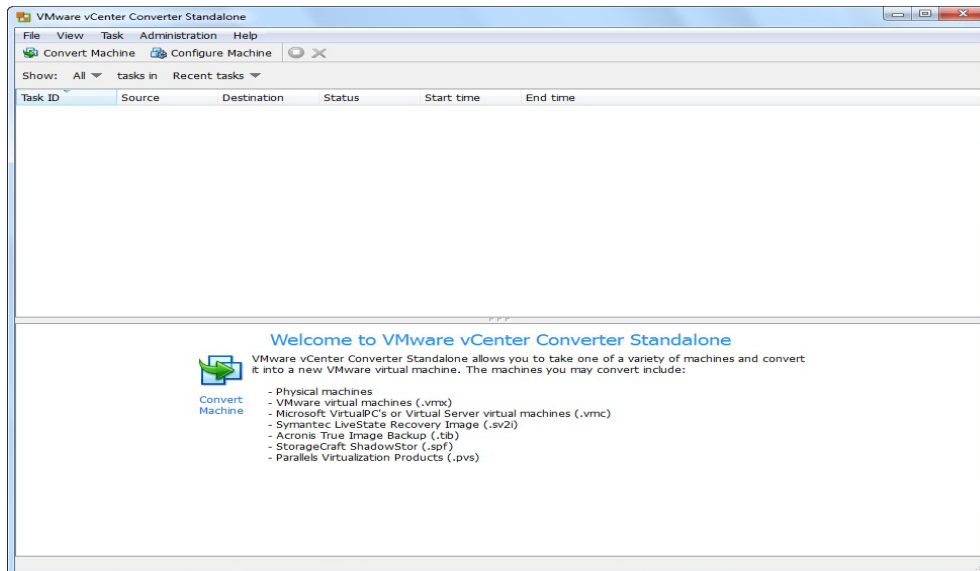 VMware vCenter Converter Standalone
File View Task Administration Help
Convert Machine Configure Machine
Show: All tasks in Recent tasks
Task ID Source Destination Status Start time End time
Welcome to VMware vCenter Converter Standalone
VMware vCenter Converter Standalone allows you to take one of a variety of machines and convert
it into a new VMware virtual machine. The machines you may convert include:
Convert
Machine
- Physical machines
- VMware virtual machines (.vmx)
- Microsoft VirtualPC's or Virtual Server virtual machines (.vmc)
- Symantec LiveState Recovery Image (.sv2i)
- Acronis True Image Backup (.tib)
- StorageCraft ShadowStor (.spf)
- Parallels Virtualization Products (.pvs)